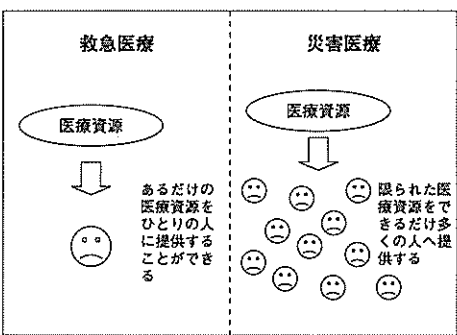 救急医療
医療資源
あるだけの
医療資源を
ひとりの人
に提供する
ことができ
る
災害医療
医療資源
限られた医
療資源をで
きるだけ多
くの人へ提
供する